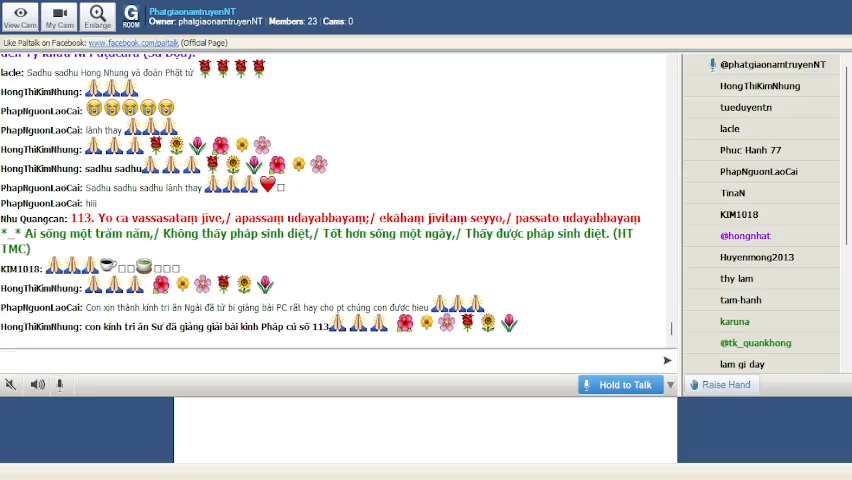 PhatgiaonamtruyenNT
Owner: phatgiaonamtruyenNT | Members: 23 | Cams: 0
View Cam
My Cam
Enlarge
G
ROOM
Like Paltalk on Facebook: www.facebook.com/paltalk (Official Page)
lacle: Sadhu sadhu Hong Nhung và đoàn Phật tử
HongThiKimNhung:
PhapNguonLaoCai:
PhapNguonLaoCai: lành thay
HongThiKimNhung:
HongThiKimNhung: sadhu sadhu
PhapNguonLaoCai: Sadhu sadhu sadhu lành thay
PhapNguonLaoCai: hiii
Nhu Quangcan: 113. Yo ca vassasataṃ jīve,/ apassaṃ udayabbayaṃ;/ ekāhaṃ jīvitaṃ seyyo,/ passato udayabbayaṃ
*_* Ai sống một trăm năm,/ Không thấy pháp sinh diệt,/ Tốt hơn sống một ngày,/ Thấy được pháp sinh diệt. (HT
TMC)
KIM1018:
HongThiKimNhung:
PhapNguonLaoCai: Con xin thành kính tri ân Ngài đã từ bi giảng bài PC rất hay cho pt chúng con được hieu
HongThiKimNhung: con kính tri ân Sư đã giảng giải bài kinh Pháp cú số 113
Hold to Talk
@phatgiaonamtruyenNT
HongThiKimNhung
tueduyentn
lacle
Phuc Hanh 77
PhapNguonLaoCai
TinaN
KIM1018
@hongnhat
Huyenmong2013
thy lam
tam-hanh
karuna
@tk_quankhong
lam gi day
Raise Hand